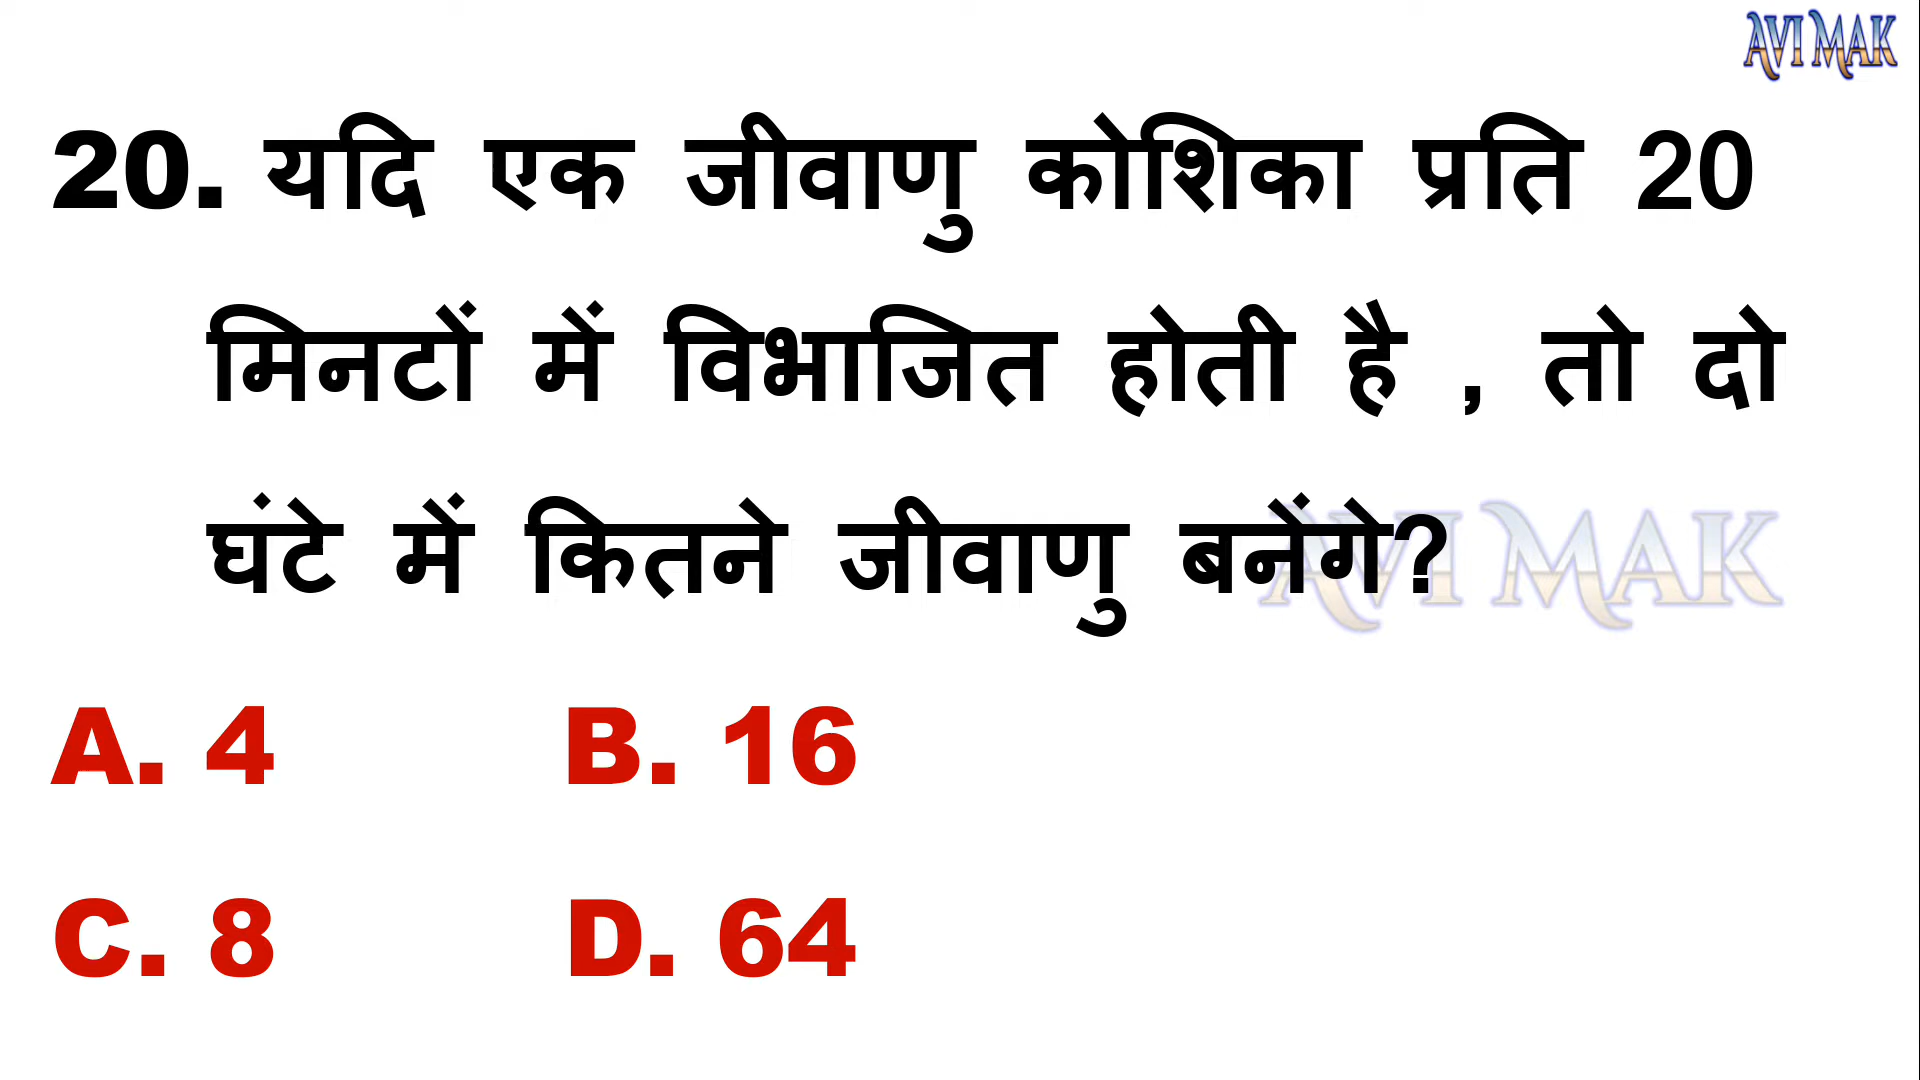 AVI MAK
20. यदि एक जीवाणु कोशिका प्रति 20
मिनटों में विभाजित होती है , तो दो
घंटे में कितने जीवाणु बनेंगे?
AVI MAK
A. 4 B. 16
C. 8 D. 64